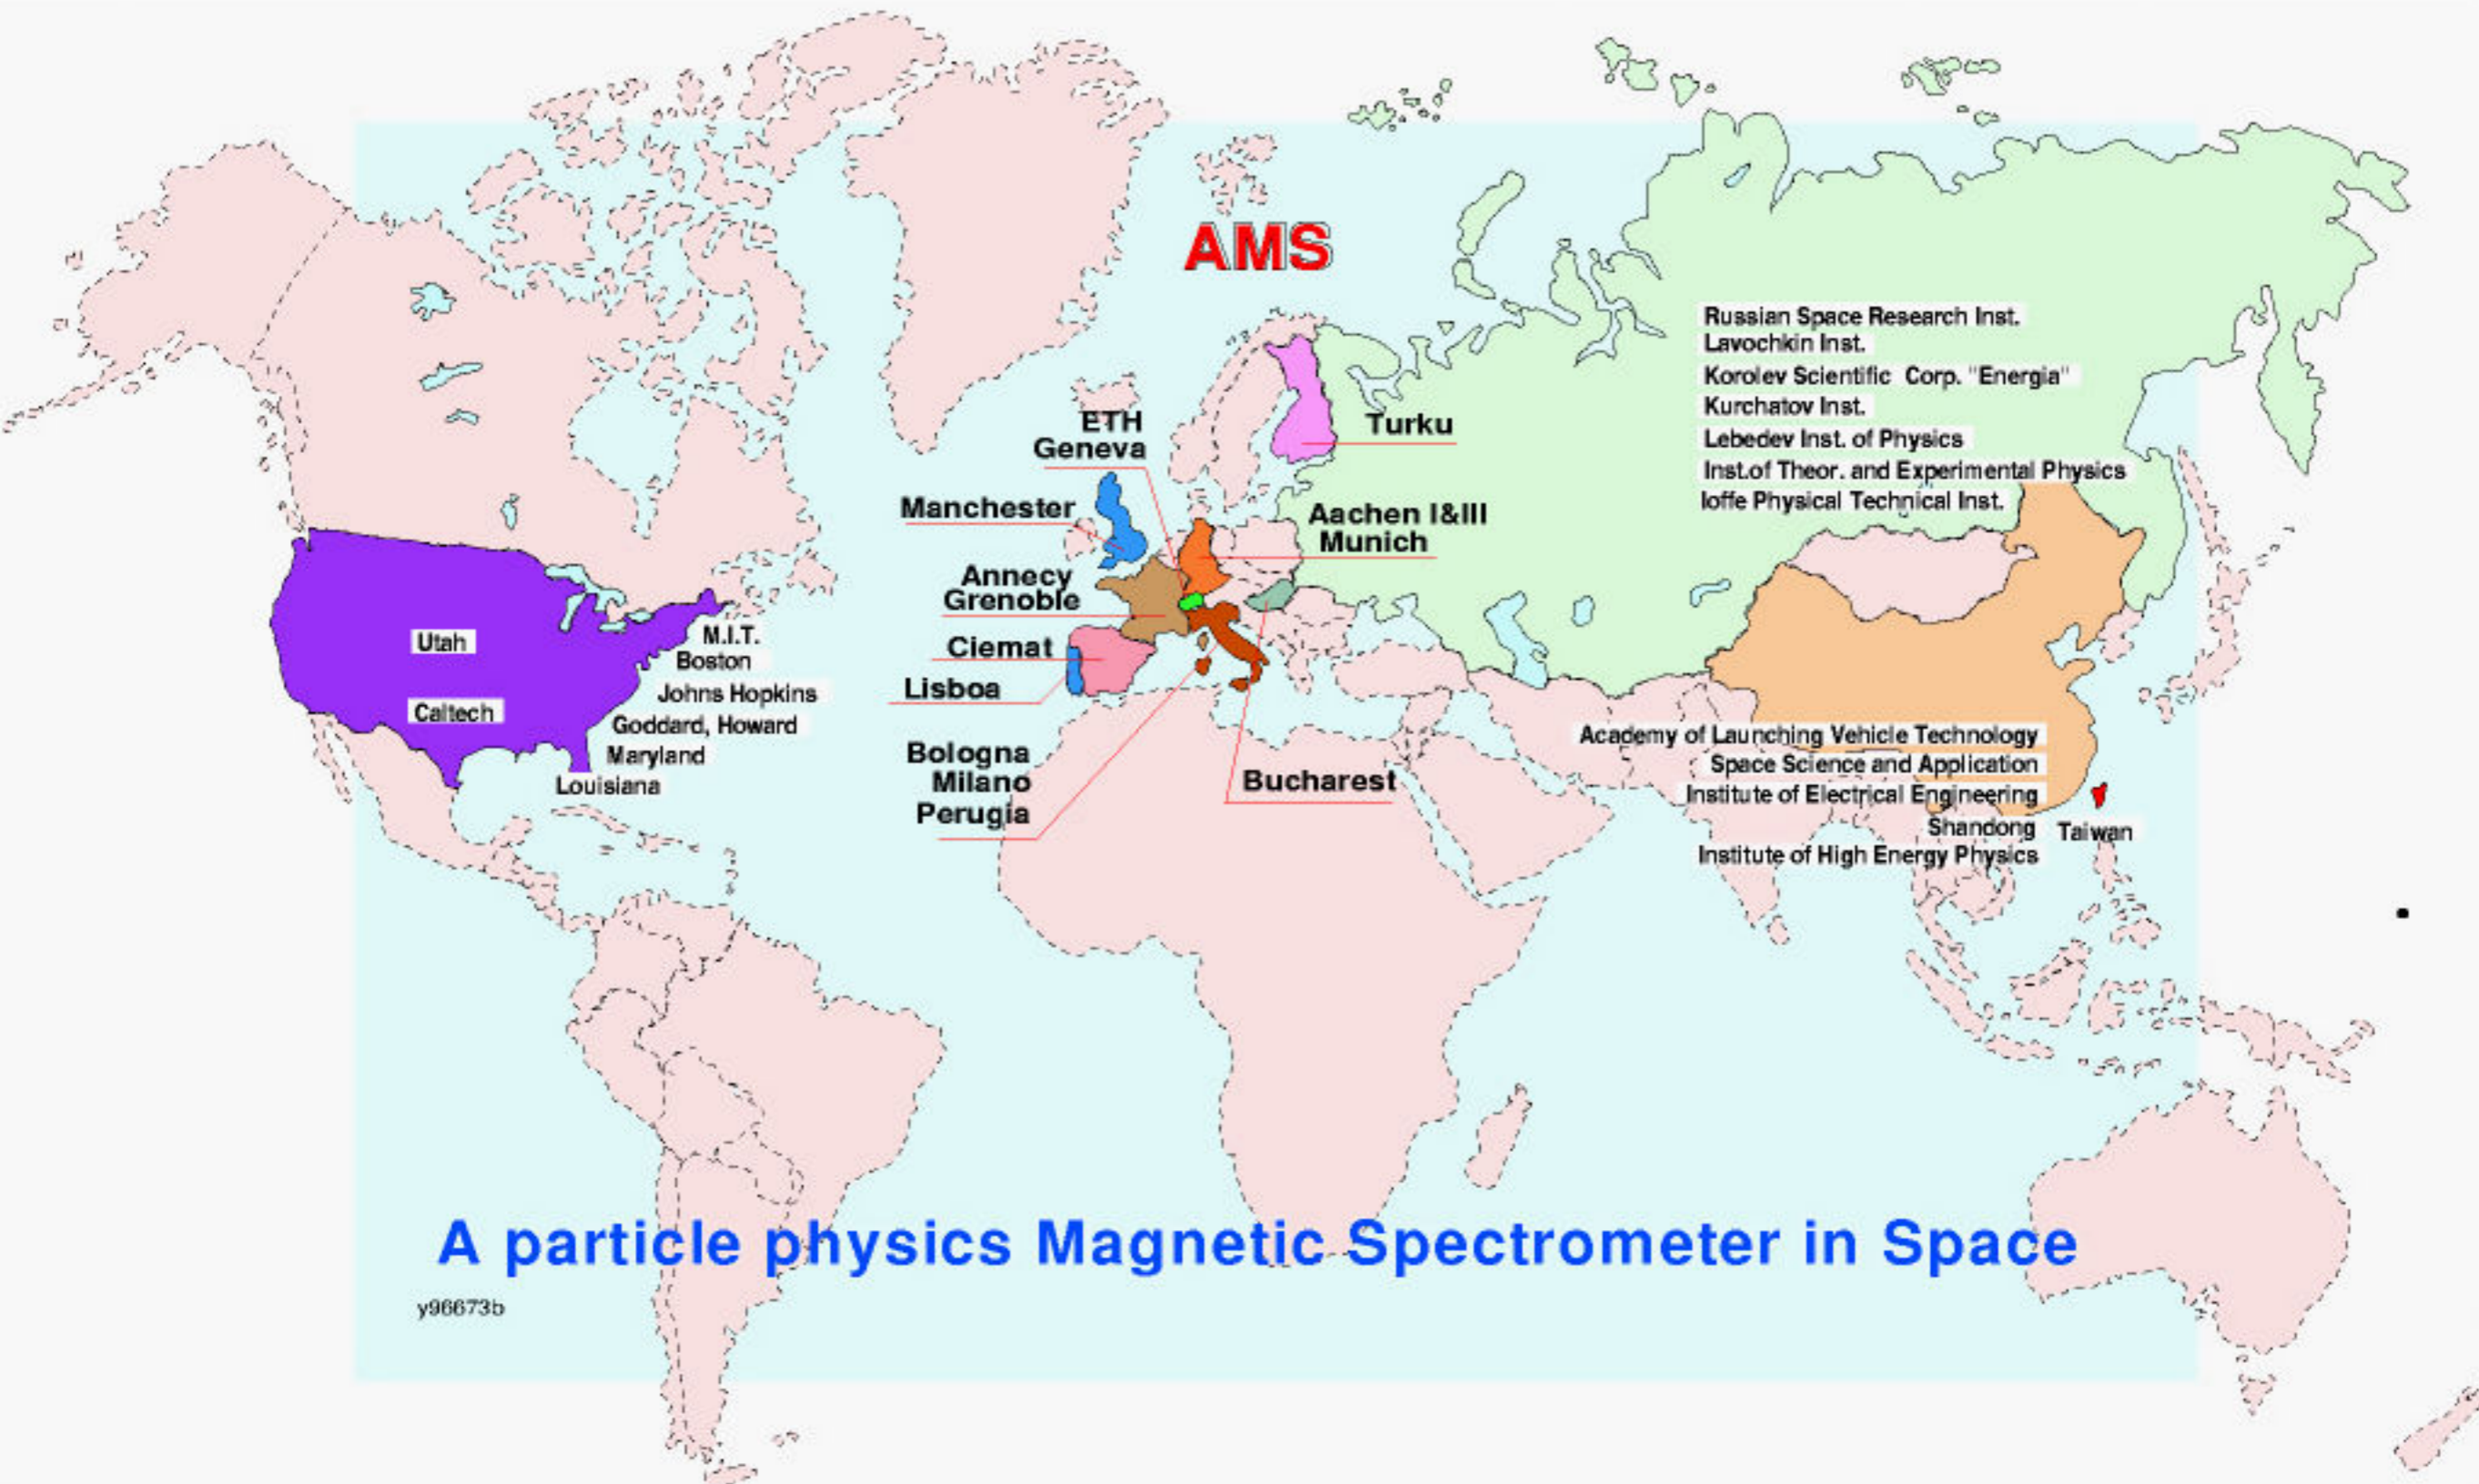 AMS
Russian Space Research Inst.
Lavochkin Inst.
Korolev Scientific Corp. "Energia"
Kurchatov Inst.
Lebedev Inst. of Physics
Inst.of Theor. and Experimental Physics
Ioffe Physical Technical Inst.
ETH
Geneva
Turku
Manchester
Aachen I&III
Munich
Annecy
Grenoble
Ciemat
Lisboa
Bologna
Milano
Perugia
Bucharest
Utah
Caltech
M.I.T.
Boston
Johns Hopkins
Goddard, Howard
Maryland
Louisiana
Academy of Launching Vehicle Technology
Space Science and Application
Institute of Electrical Engineering
Shandong
Institute of High Energy Physics
Taiwan
A particle physics Magnetic Spectrometer in Space
y96673b